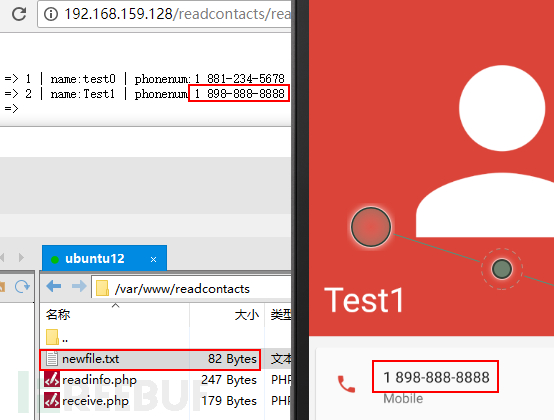 192.168.159.128/readcontacts/rea
=> 1 | name:test0 | phonenum:1 881-234-5678
=> 2 | name:Test1 | phonenum:1 898-888-8888
=>
ubuntu12 ×
/var/www/readcontacts
名称 大小 类型
..
newfile.txt 82 Bytes 文本
readinfo.php 247 Bytes PHP
receive.php 179 Bytes PHP
Test1
1 898-888-8888
Mobile